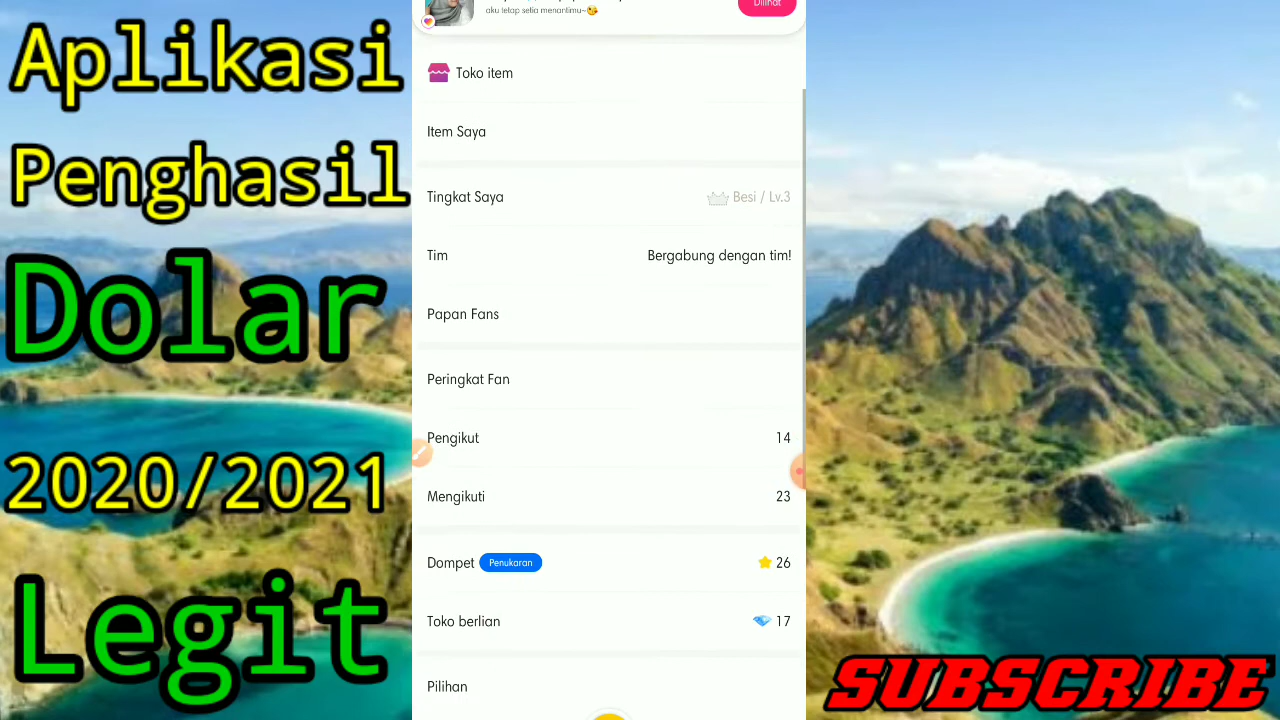 Aplikasi
Penghasil
Dolar
2020/2021
Legit
aku tetap setia menantimu~😘
Dilihat
Toko item
Item Saya
Tingkat Saya Besi / Lv.3
Tim Bergabung dengan tim!
Papan Fans
Peringkat Fan
Pengikut 14
Mengikuti 23
Dompet Penukaran 26
Toko berlian 17
Pilihan
SUBSCRIBE